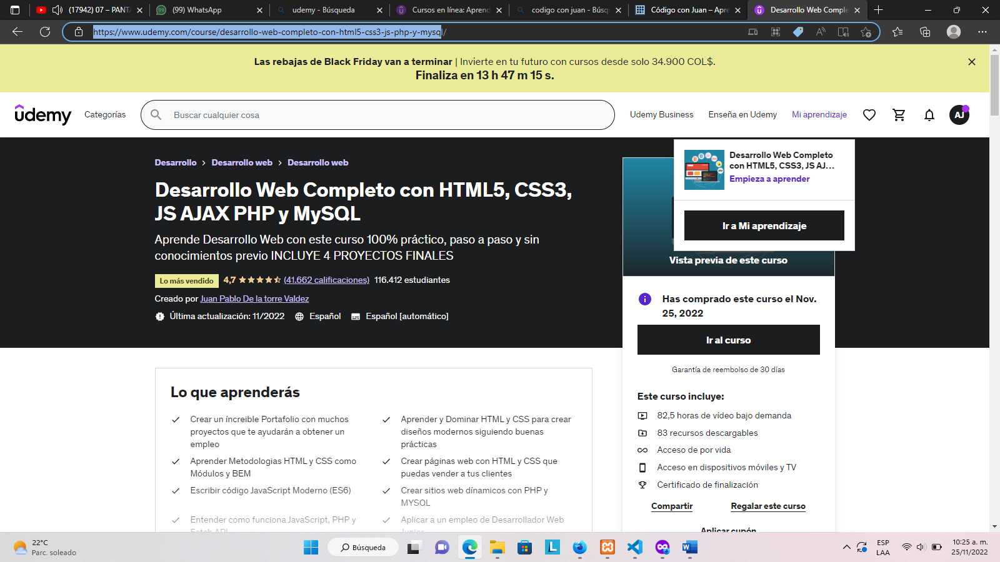 (17942) 07 – PANT
(99) WhatsApp
udemy - Búsqueda
Cursos en línea: Aprend
codigo con juan - Búsq
Código con Juan – Apre
Desarrollo Web Comple
https://www.udemy.com/course/desarrollo-web-completo-con-html5-css3-js-php-y-mysql/
Las rebajas de Black Friday van a terminar | Invierte en tu futuro con cursos desde solo 34.900 COL$.
Finaliza en 13 h 47 m 15 s.
udemy
Categorías
Buscar cualquier cosa
Udemy Business
Enseña en Udemy
Mi aprendizaje
AJ
Desarrollo Web Completo
con HTML5, CSS3, JS AJ…
Empieza a aprender
Ir a Mi aprendizaje
Desarrollo > Desarrollo web > Desarrollo web
Desarrollo Web Completo con HTML5, CSS3,
JS AJAX PHP y MySQL
Aprende Desarrollo Web con este curso 100% práctico, paso a paso y sin
conocimientos previo INCLUYE 4 PROYECTOS FINALES
Lo más vendido 4,7 (41.662 calificaciones) 116.412 estudiantes
Creado por Juan Pablo De la torre Valdez
Última actualización: 11/2022 Español Español [automático]
Vista previa de este curso
Has comprado este curso el Nov.
25, 2022
Ir al curso
Garantía de reembolso de 30 días
Este curso incluye:
82,5 horas de vídeo bajo demanda
83 recursos descargables
Acceso de por vida
Acceso en dispositivos móviles y TV
Certificado de finalización
Compartir
Regalar este curso
Aplicar cupón
Lo que aprenderás
Crear un íncreible Portafolio con muchos
proyectos que te ayudarán a obtener un
empleo
Aprender y Dominar HTML y CSS para crear
diseños modernos siguiendo buenas
prácticas
Aprender Metodologias HTML y CSS como
Módulos y BEM
Crear páginas web con HTML y CSS que
puedas vender a tus clientes
Escribir código JavaScript Moderno (ES6)
Crear sitios web dínamicos con PHP y
MYSQL
Entender como funciona JavaScript, PHP y
Fetch API
Aplicar a un empleo de Desarrollador Web
Junior
22°C
Parc. soleado
Búsqueda
ESP
LAA
10:25 a. m.
25/11/2022